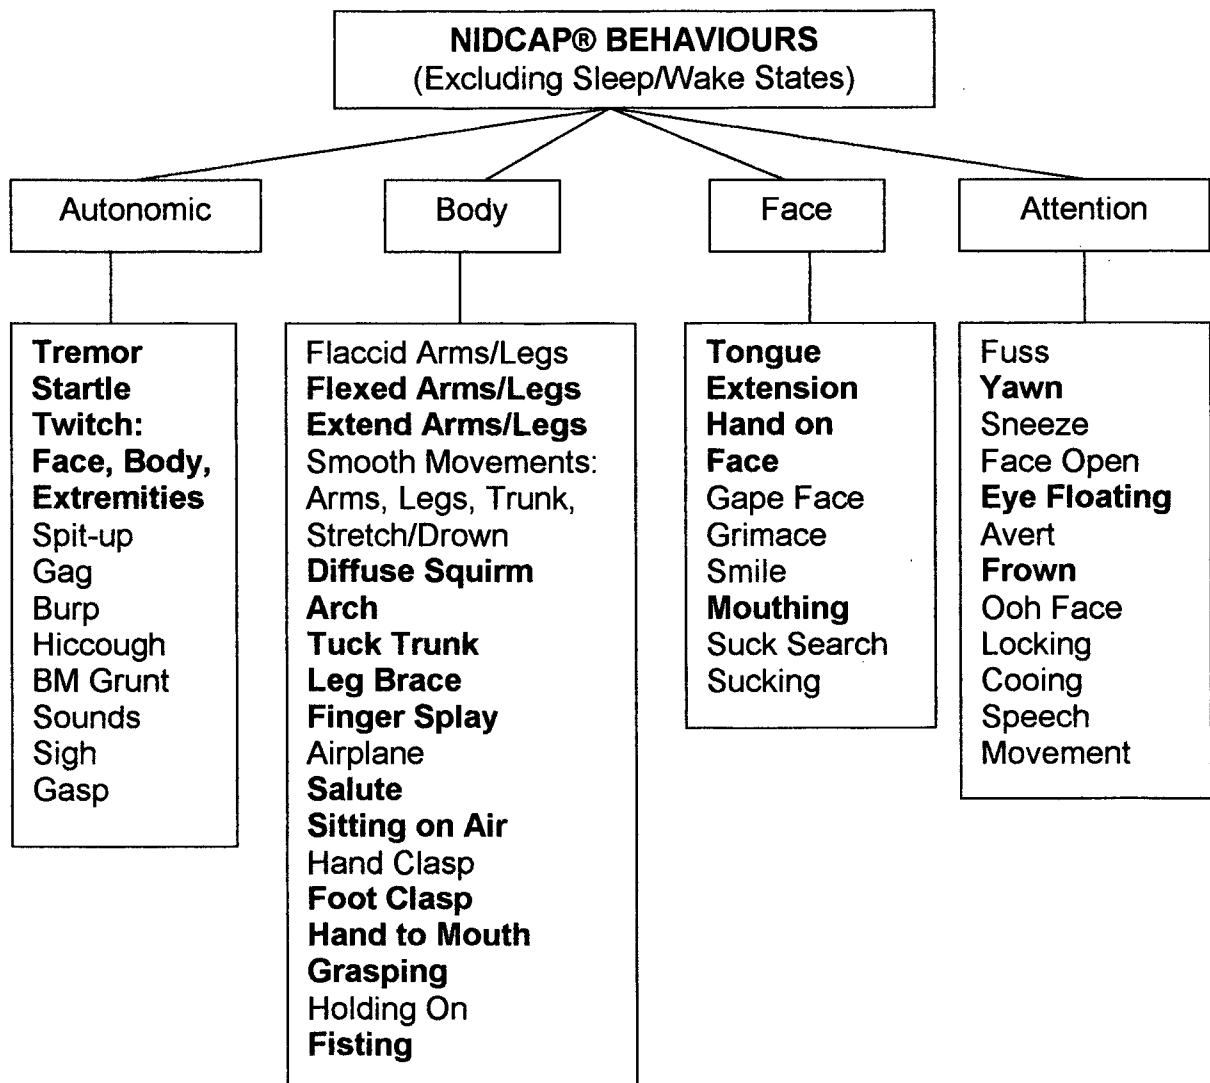 NIDCAP® BEHAVIOURS
(Excluding Sleep/Wake States)
Autonomic
Body
Face
Attention
Tremor
Startle
Twitch:
Face, Body,
Extremities
Spit-up
Gag
Burp
Hiccough
BM Grunt
Sounds
Sigh
Gasp
Flaccid Arms/Legs
Flexed Arms/Legs
Extend Arms/Legs
Smooth Movements:
Arms, Legs, Trunk,
Stretch/Drown
Diffuse Squirm
Arch
Tuck Trunk
Leg Brace
Finger Splay
Airplane
Salute
Sitting on Air
Hand Clasp
Foot Clasp
Hand to Mouth
Grasping
Holding On
Fisting
Tongue
Extension
Hand on
Face
Gape Face
Grimace
Smile
Mouthing
Suck Search
Sucking
Fuss
Yawn
Sneeze
Face Open
Eye Floating
Avert
Frown
Ooh Face
Locking
Cooing
Speech
Movement